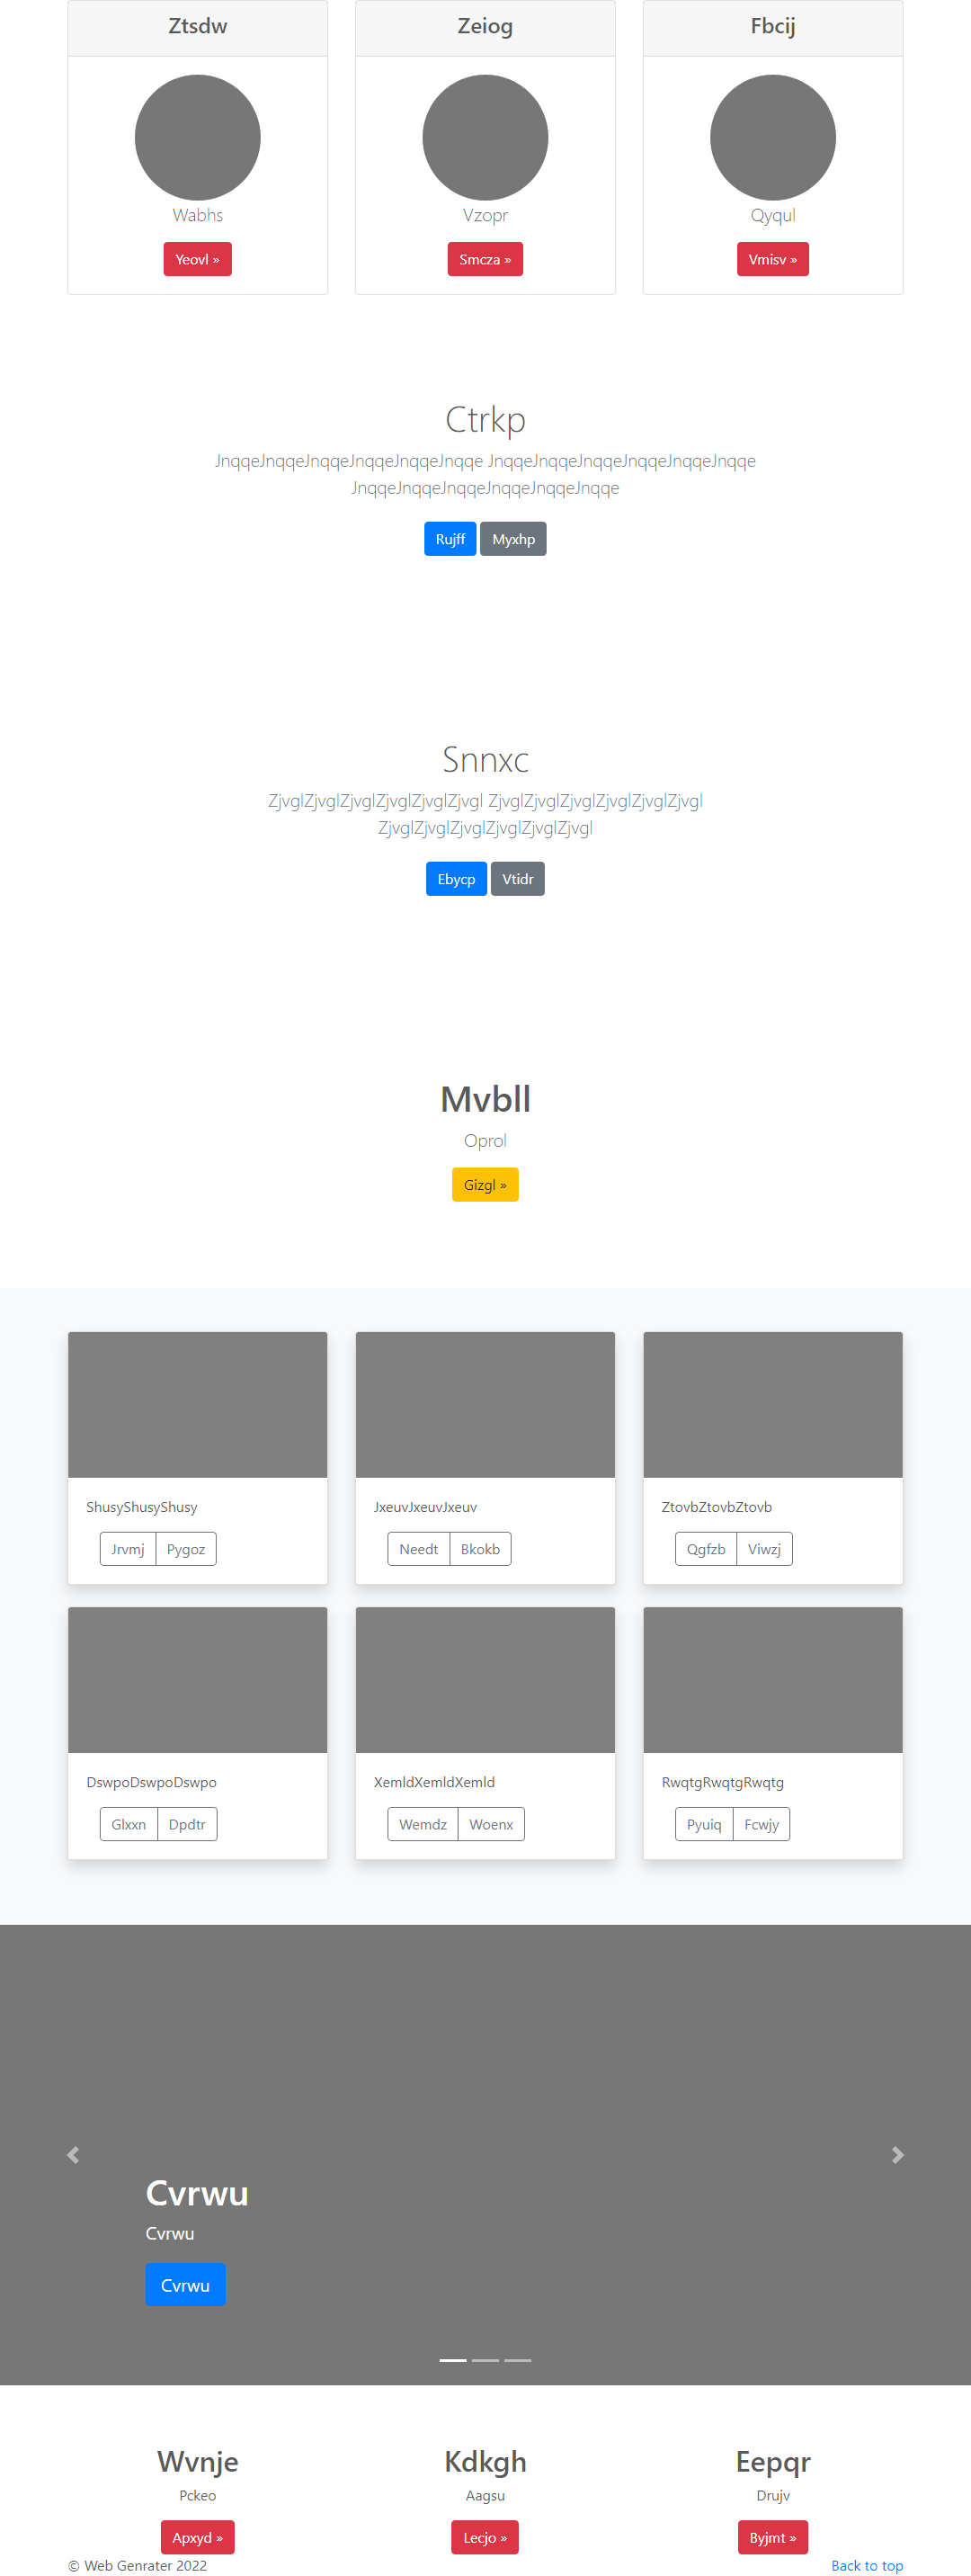 Ztsdw
Zeiog
Fbcij
Wabhs
Vzopr
Qyqul
Yeovl »
Smcza »
Vmisv »
Ctrkp
JnqqeJnqqeJnqqeJnqqeJnqqeJnqqe JnqqeJnqqeJnqqeJnqqeJnqqeJnqqe
JnqqeJnqqeJnqqeJnqqeJnqqeJnqqe
Rujff Myxhp
Snnxc
ZjvglZjvglZjvglZjvglZjvglZjvgl ZjvglZjvglZjvglZjvglZjvglZjvgl
ZjvglZjvglZjvglZjvglZjvglZjvgl
Ebycp Vtidr
Mvbll
Oprol
Gizgl »
ShusyShusyShusy
JxeuvJxeuvJxeuv
ZtovbZtovbZtovb
Jrvmj Pygoz
Needt Bkokb
Qgfzb Viwzj
DswpoDswpoDswpo
XemldXemldXemld
RwqtgRwqtgRwqtg
Glxxn Dpdtr
Wemdz Woenx
Pyuiq Fcwjy
Cvrwu
Cvrwu
Cvrwu
Wvnje
Kdkgh
Eepqr
Pckeo
Aagsu
Drujv
Apxyd »
Lecjo »
Byjmt »
© Web Genrater 2022
Back to top